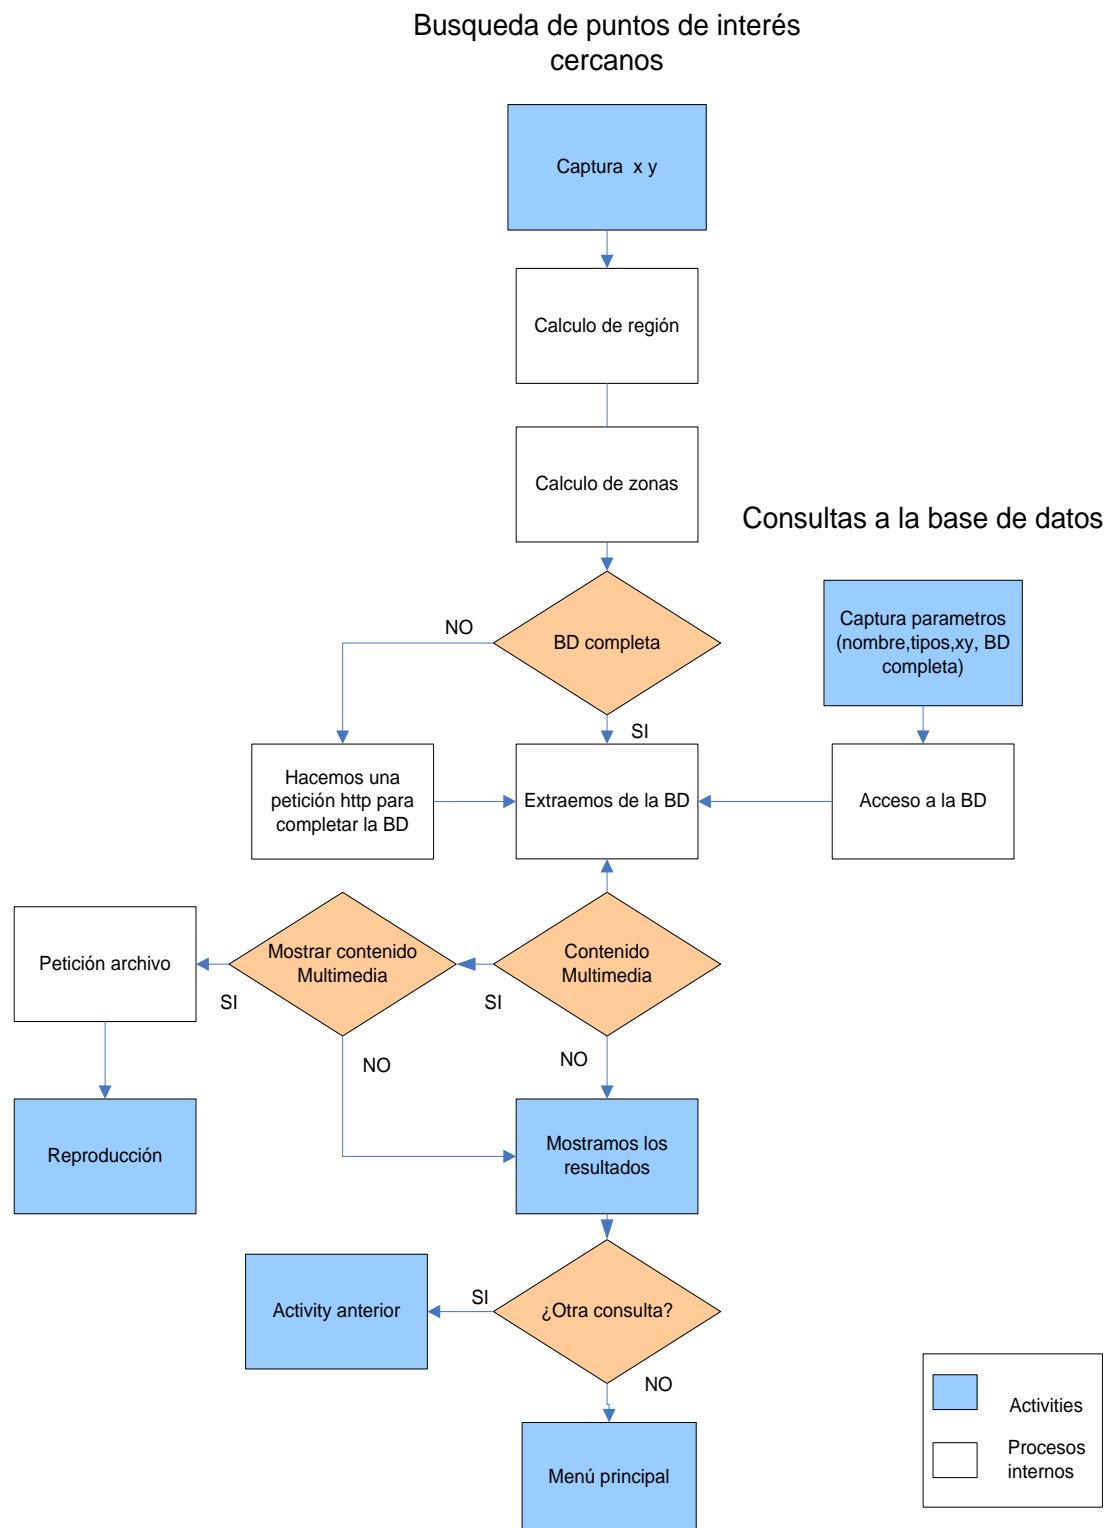 Busqueda de puntos de interés
cercanos
Captura x y
Calculo de región
Calculo de zonas
Consultas a la base de datos
Captura parametros
(nombre,tipos,xy, BD
completa)
NO
BD completa
SI
Hacemos una
petición http para
completar la BD
Extraemos de la BD
Acceso a la BD
Petición archivo
SI
Mostrar contenido
Multimedia
SI
Contenido
Multimedia
NO
NO
Reproducción
Mostramos los
resultados
Activity anterior
SI
¿Otra consulta?
NO
Menú principal
Activities
Procesos
internos